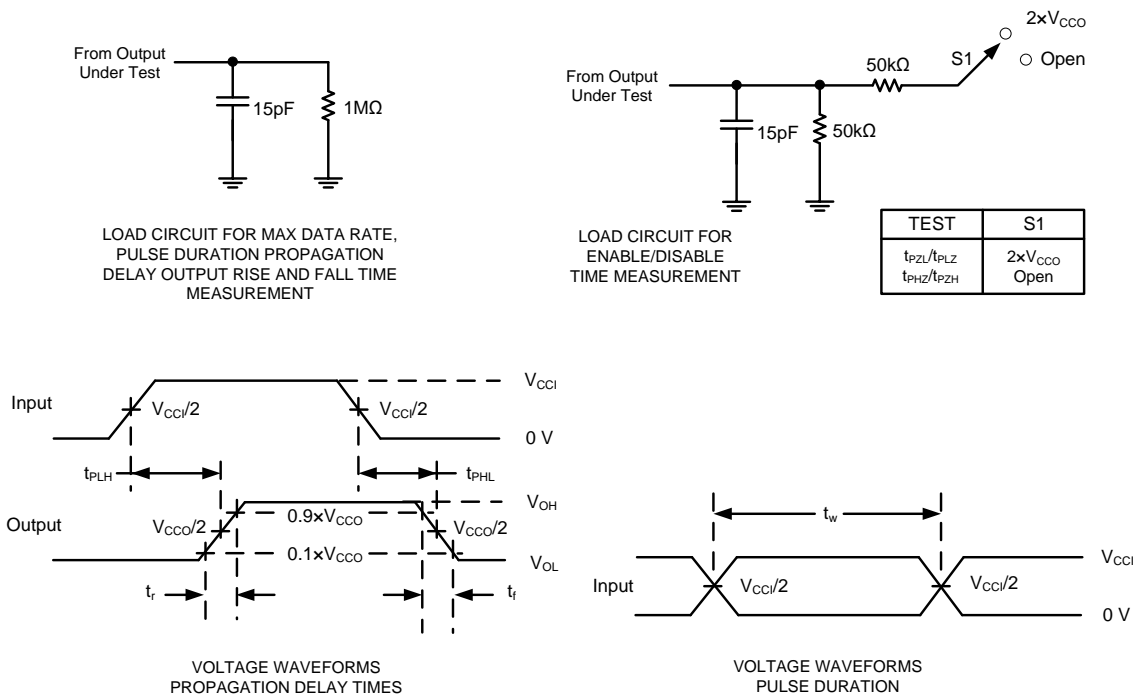 From Output
Under Test
15pF
1MΩ
LOAD CIRCUIT FOR MAX DATA RATE,
PULSE DURATION PROPAGATION
DELAY OUTPUT RISE AND FALL TIME
MEASUREMENT
From Output
Under Test
15pF
50kΩ
50kΩ
S1
2×VCCO
Open
LOAD CIRCUIT FOR
ENABLE/DISABLE
TIME MEASUREMENT
TEST S1
tPZL/tPLZ 2×VCCO
tPHZ/tPZH Open
Input
VCCI/2
VCCI/2
VCCI
0 V
tPLH
tPHL
Output
VCCO/2
0.9×VCCO
0.1×VCCO
VCCO/2
VOH
VOL
tr
tf
VOLTAGE WAVEFORMS
PROPAGATION DELAY TIMES
tw
Input
VCCI/2
VCCI/2
VCCI
0 V
VOLTAGE WAVEFORMS
PULSE DURATION